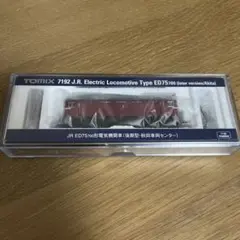 TOMIX 7192 J.R. Electric Locomotive Type ED75 700 (later version/Akita)
JR ED75 700形電気機関車(後期型・秋田車両センター)